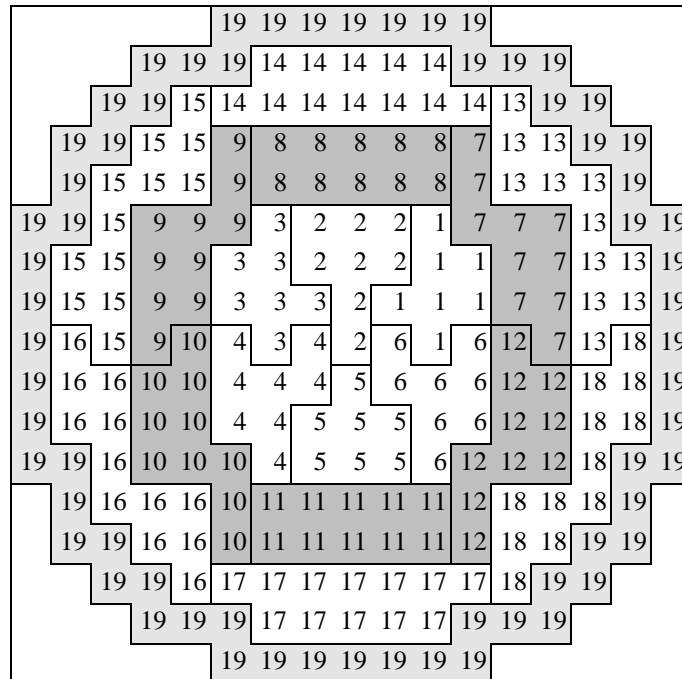 19 19 19 19 19 19 19
19 19 19 14 14 14 14 14 19 19 19
19 19 15 14 14 14 14 14 14 14 13 19 19
19 19 15 15 9 8 8 8 8 8 7 13 13 19 19
19 15 15 15 9 8 8 8 8 8 7 13 13 13 19
19 19 15 9 9 9 3 2 2 2 1 7 7 7 13 19 19
19 15 15 9 9 3 3 2 2 2 1 1 7 7 13 13 19
19 15 15 9 9 3 3 3 2 1 1 1 7 7 13 13 19
19 16 15 9 10 4 3 4 2 6 1 6 12 7 13 18 19
19 16 16 10 10 4 4 4 5 6 6 6 12 12 18 18 19
19 16 16 10 10 4 4 5 5 5 6 6 12 12 18 18 19
19 19 16 10 10 10 4 5 5 5 6 12 12 12 18 19 19
19 16 16 16 10 11 11 11 11 11 12 18 18 18 19
19 19 16 16 10 11 11 11 11 11 12 18 18 19 19
19 19 16 17 17 17 17 17 17 17 18 19 19
19 19 19 17 17 17 17 17 19 19 19
19 19 19 19 19 19 19